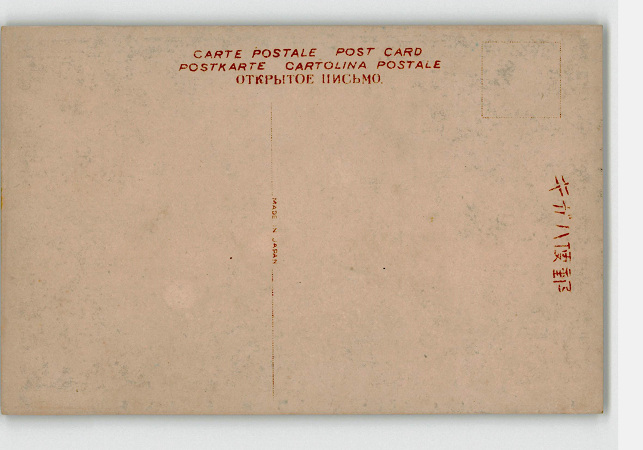 CARTE POSTALE POST CARD
POSTKARTE CARTOLINA POSTALE
ОТКРЫТОЕ ПИСЬМО.
MADE IN JAPAN
キガハ便郵